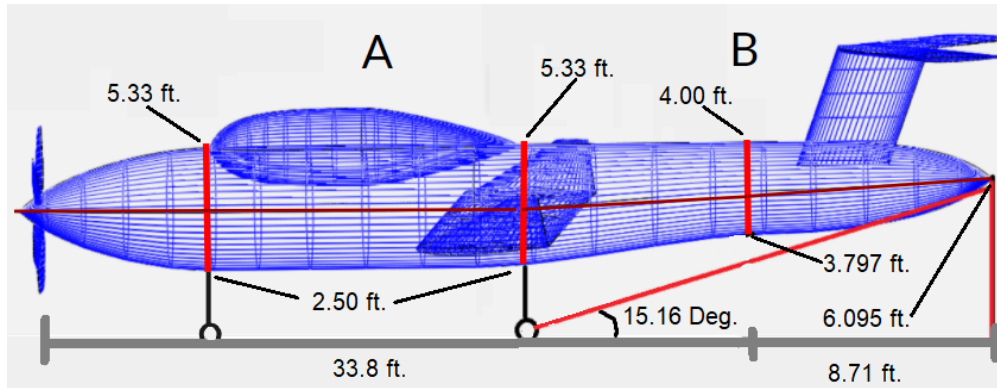 A
B
5.33 ft.
5.33 ft.
4.00 ft.
2.50 ft.
3.797 ft.
15.16 Deg.
6.095 ft.
33.8 ft.
8.71 ft.